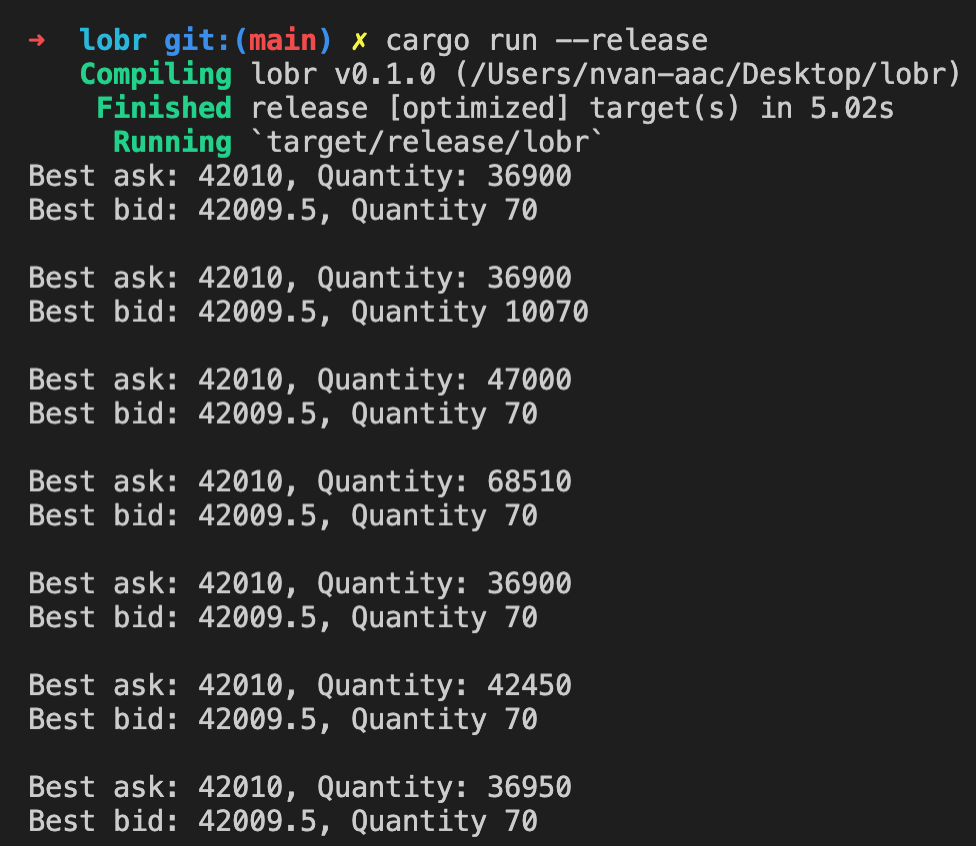 ➜  lobr git:(main) ✗ cargo run --release
   Compiling lobr v0.1.0 (/Users/nvan-aac/Desktop/lobr)
    Finished release [optimized] target(s) in 5.02s
     Running `target/release/lobr`
Best ask: 42010, Quantity: 36900
Best bid: 42009.5, Quantity 70

Best ask: 42010, Quantity: 36900
Best bid: 42009.5, Quantity 10070

Best ask: 42010, Quantity: 47000
Best bid: 42009.5, Quantity 70

Best ask: 42010, Quantity: 68510
Best bid: 42009.5, Quantity 70

Best ask: 42010, Quantity: 36900
Best bid: 42009.5, Quantity 70

Best ask: 42010, Quantity: 42450
Best bid: 42009.5, Quantity 70

Best ask: 42010, Quantity: 36950
Best bid: 42009.5, Quantity 70